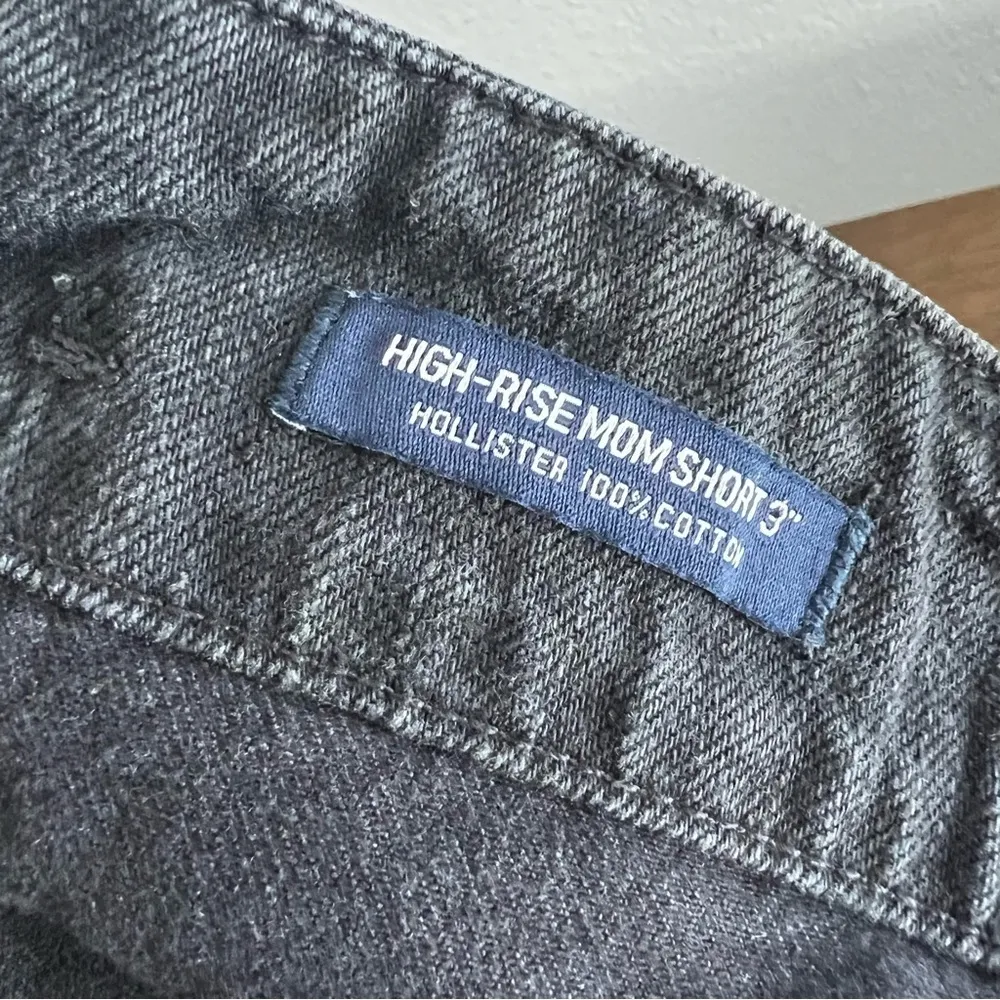 HIGH-RISE MOM SHORT 3"
HOLLISTER 100% COTTON